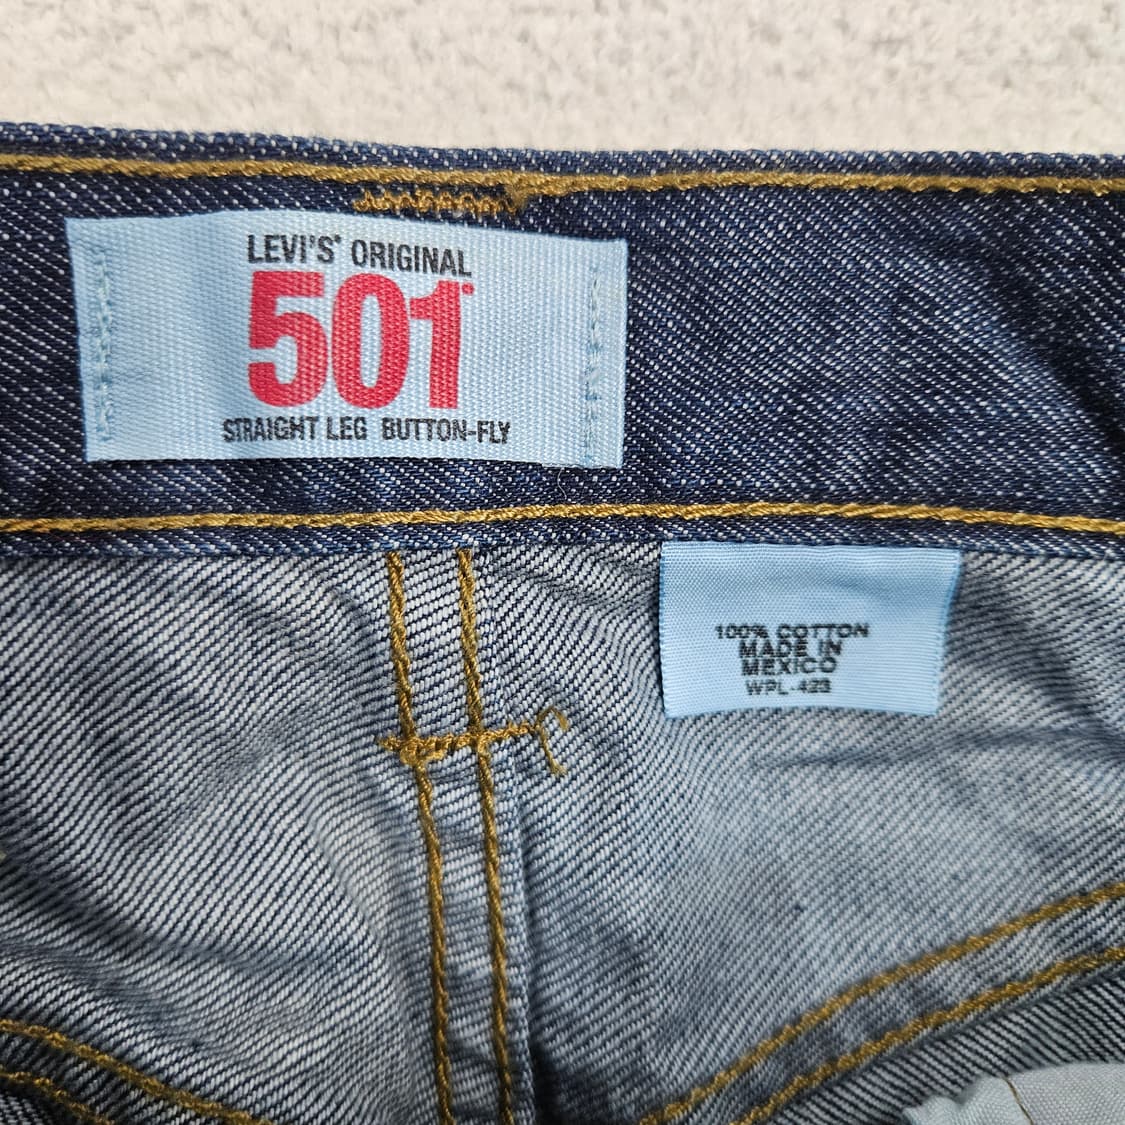 LEVI'S® ORIGINAL
501®
STRAIGHT LEG BUTTON-FLY
100% COTTON
MADE IN
MEXICO
WPL-423